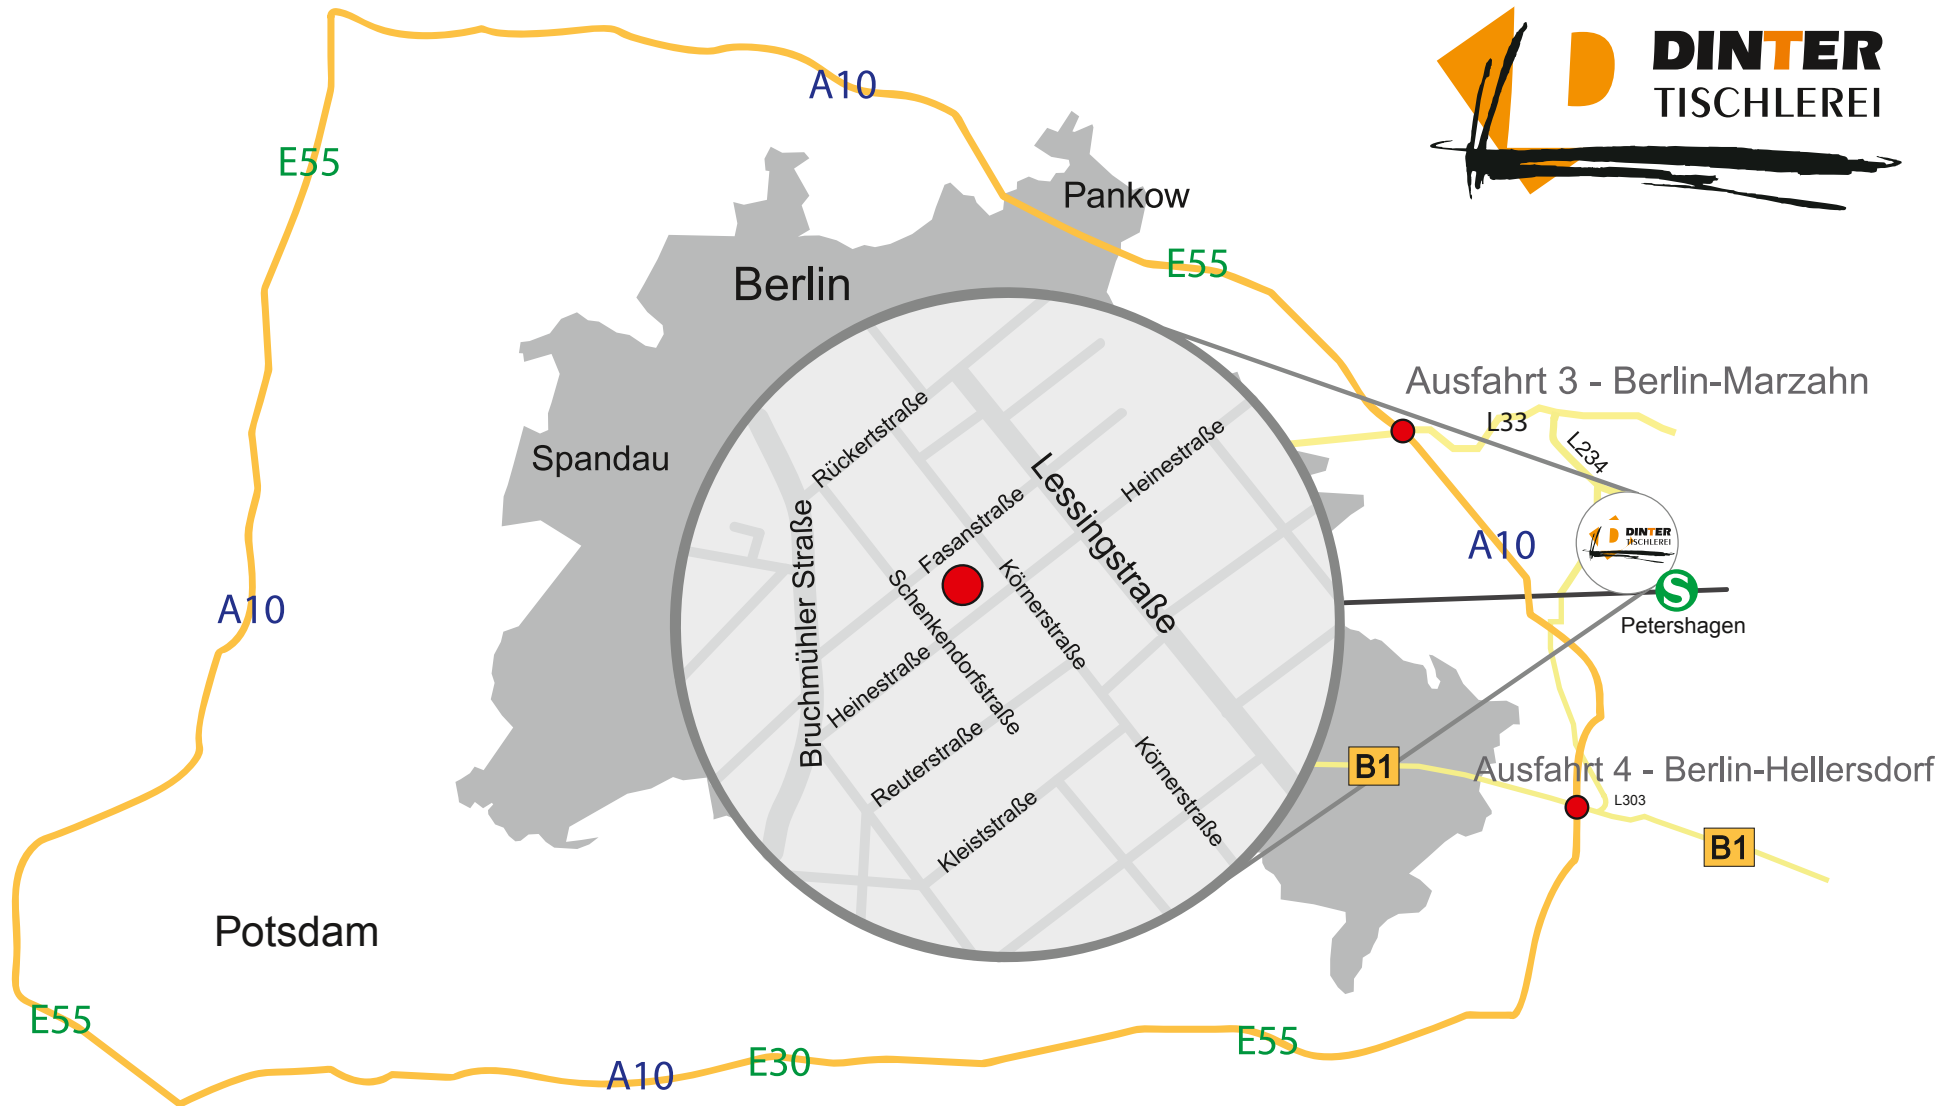 DINTER
TISCHLEREI
A10
E55
Pankow
E55
Berlin
Ausfahrt 3 - Berlin-Marzahn
L33
L234
Spandau
Rückertstraße
Heinestraße
Lessingstraße
Fasanstraße
Bruchmühler Straße
Schenkendorfstraße
Körnerstraße
Heinestraße
Reuterstraße
Kleiststraße
Körnerstraße
A10
DINTER
TISCHLEREI
S
Petershagen
A10
B1
Ausfahrt 4 - Berlin-Hellersdorf
L303
B1
Potsdam
E55
A10
E30
E55